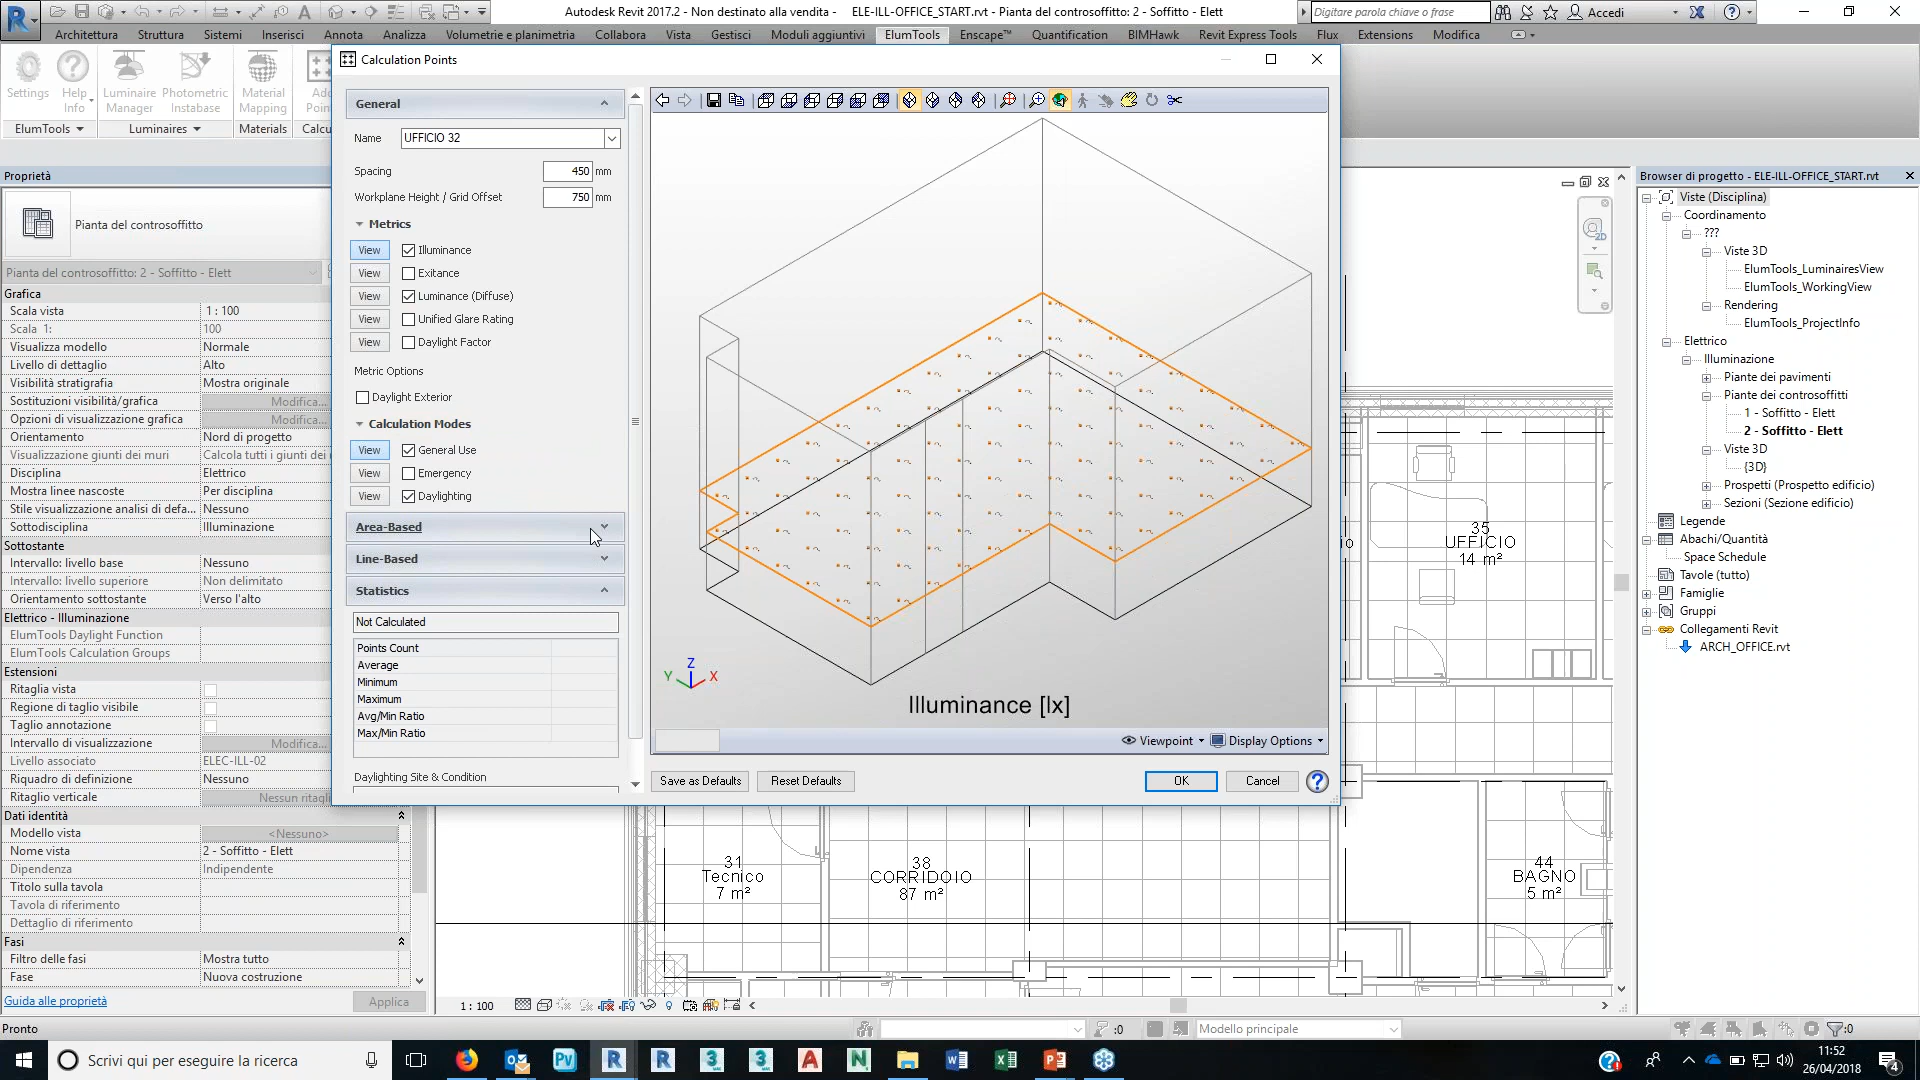 Autodesk Revit 2017.2 - Non destinato alla vendita - ELE-ILL-OFFICE_START.rvt - Pianta del controsoffitto: 2 - Soffitto - Elett
Digitare parola chiave o frase
Accedi
Architettura Struttura Sistemi Inserisci Annota Analizza Volumetrie e planimetria Collabora Vista Gestisci Moduli aggiuntivi ElumTools Enscape™ Quantification BIMHawk Revit Express Tools Flux Extensions Modifica
Settings
Help
Info
Luminaire
Manager
Photometric
Instabase
Material
Mapping
ElumTools
Luminaires
Materials
Calculation Points
General
Name UFFICIO 32
Spacing 450 mm
Workplane Height / Grid Offset 750 mm
Metrics
View Illuminance
View Exitance
View Luminance (Diffuse)
View Unified Glare Rating
View Daylight Factor
Metric Options
Daylight Exterior
Calculation Modes
View General Use
View Emergency
View Daylighting
Area-Based
Line-Based
Statistics
Not Calculated
Points Count
Average
Minimum
Maximum
Avg/Min Ratio
Max/Min Ratio
Daylighting Site & Condition
Z
Y
X
Illuminance [lx]
Viewpoint Display Options
Save as Defaults Reset Defaults OK Cancel
Proprietà
Pianta del controsoffitto
Pianta del controsoffitto: 2 - Soffitto - Elett
Grafica
Scala vista 1 : 100
Scala 1: 100
Visualizza modello Normale
Livello di dettaglio Alto
Visibilità stratigrafia Mostra originale
Sostituzioni visibilità/grafica Modifica...
Opzioni di visualizzazione grafica Modifica...
Orientamento Nord di progetto
Visualizzazione giunti dei muri Calcola tutti i giunti dei
Disciplina Elettrico
Mostra linee nascoste Per disciplina
Stile visualizzazione analisi di defa... Nessuno
Sottodisciplina Illuminazione
Sottostante
Intervallo: livello base Nessuno
Intervallo: livello superiore Non delimitato
Orientamento sottostante Verso l'alto
Elettrico - Illuminazione
ElumTools Daylight Function
ElumTools Calculation Groups
Estensioni
Ritaglia vista
Regione di taglio visibile
Taglio annotazione
Intervallo di visualizzazione Modifica...
Livello associato ELEC-ILL-02
Riquadro di definizione Nessuno
Ritaglio verticale Nessun ritagli
Dati identità
Modello vista <Nessuno>
Nome vista 2 - Soffitto - Elett
Dipendenza Indipendente
Titolo sulla tavola
Tavola di riferimento
Dettaglio di riferimento
Fasi
Filtro delle fasi Mostra tutto
Fase Nuova costruzione
Guida alle proprietà Applica
35
UFFICIO
14 m²
31
Tecnico
7 m²
38
CORRIDOIO
87 m²
44
BAGNO
5 m²
1 : 100
Browser di progetto - ELE-ILL-OFFICE_START.rvt
Viste (Disciplina)
Coordinamento
???
Viste 3D
ElumTools_LuminairesView
ElumTools_WorkingView
Rendering
ElumTools_ProjectInfo
Elettrico
Illuminazione
Piante dei pavimenti
Piante dei controsoffitti
1 - Soffitto - Elett
2 - Soffitto - Elett
Viste 3D
{3D}
Prospetti (Prospetto edificio)
Sezioni (Sezione edificio)
Legende
Abachi/Quantità
Space Schedule
Tavole (tutto)
Famiglie
Gruppi
Collegamenti Revit
ARCH_OFFICE.rvt
Pronto
:0
Modello principale
:0
Scrivi qui per eseguire la ricerca
11:52
26/04/2018
4